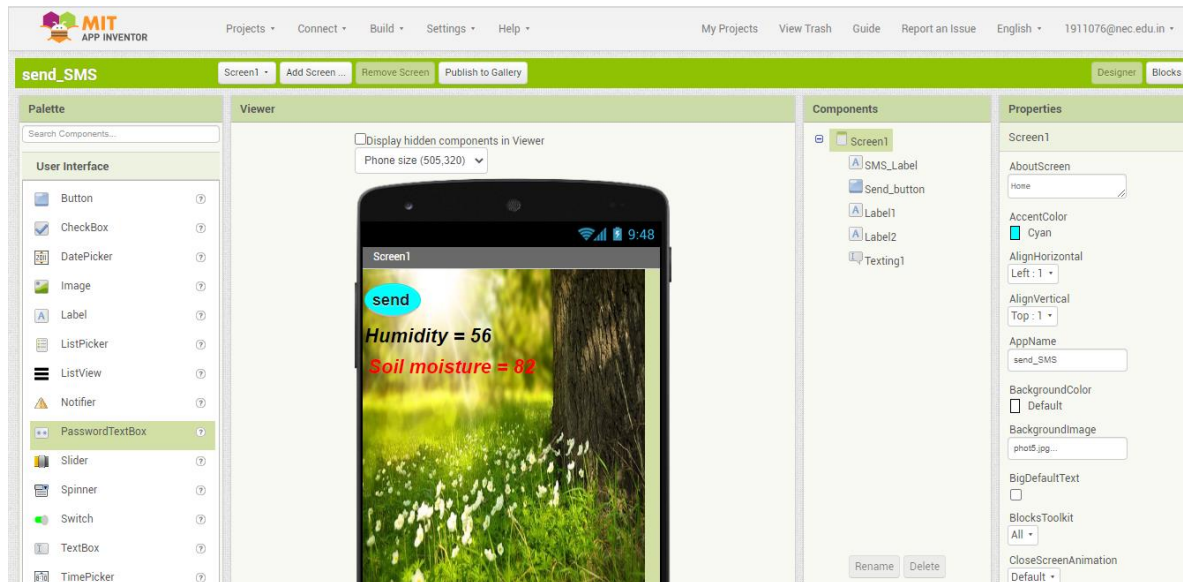 MIT
APP INVENTOR
Projects Connect Build Settings Help My Projects View Trash Guide Report an Issue English 1911076@nec.edu.in
send_SMS Screen1 Add Screen ... Remove Screen Publish to Gallery Designer Blocks
Palette
Search Components...
User Interface
Button ?
CheckBox ?
DatePicker ?
Image ?
A Label ?
ListPicker ?
ListView ?
Notifier ?
PasswordTextBox ?
Slider ?
Spinner ?
Switch ?
TextBox ?
TimePicker ?
Viewer
Display hidden components in Viewer
Phone size (505,320)
9:48
Screen1
send
Humidity = 56
Soil moisture = 82
Components
Screen1
A SMS_Label
Send_button
A Label1
A Label2
Texting1
Rename Delete
Properties
Screen1
AboutScreen
Home
AccentColor
Cyan
AlignHorizontal
Left : 1
AlignVertical
Top : 1
AppName
send_SMS
BackgroundColor
Default
BackgroundImage
phot5.jpg...
BigDefaultText
BlocksToolkit
All
CloseScreenAnimation
Default